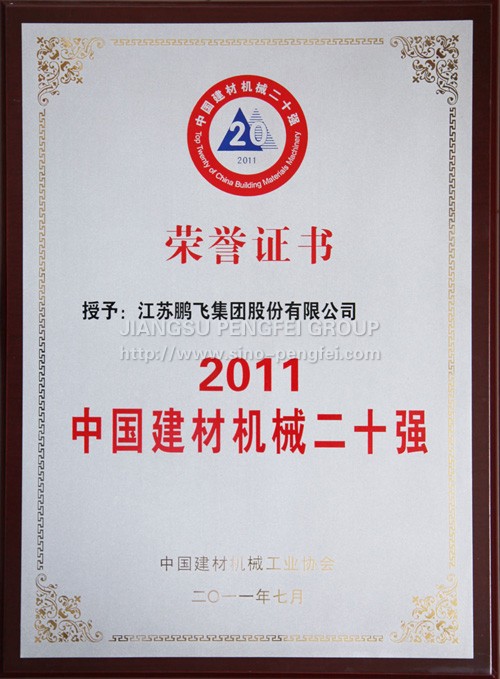 中国建材机械二十强
20
2011
Top Twenty of China Building Materials Machinery
荣誉证书
授予：江苏鹏飞集团股份有限公司
JIANGSU PENGFEI GROUP
http://www.sino-pengfei.com
2011
中国建材机械二十强
中国建材机械工业协会
二〇一一年七月